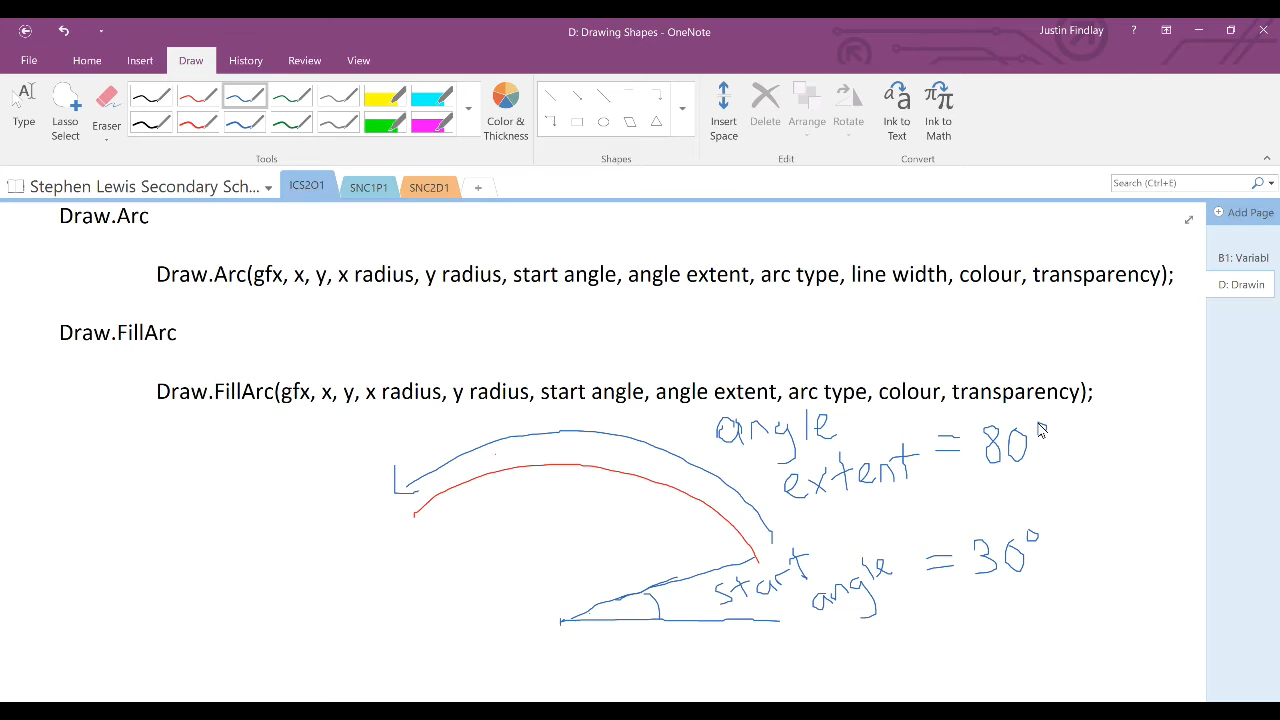 D: Drawing Shapes - OneNote
Justin Findlay
?
File
Home
Insert
Draw
History
Review
View
Type
Lasso Select
Eraser
Color & Thickness
Insert Space
Delete
Arrange
Rotate
Ink to Text
Ink to Math
Tools
Shapes
Edit
Convert
Stephen Lewis Secondary Sch...
ICS2O1
SNC1P1
SNC2D1
+
Search (Ctrl+E)
Add Page
B1: Variabl
D: Drawin
Draw.Arc
Draw.Arc(gfx, x, y, x radius, y radius, start angle, angle extent, arc type, line width, colour, transparency);
Draw.FillArc
Draw.FillArc(gfx, x, y, x radius, y radius, start angle, angle extent, arc type, colour, transparency);
angle
extent = 80°
start
angle = 30°